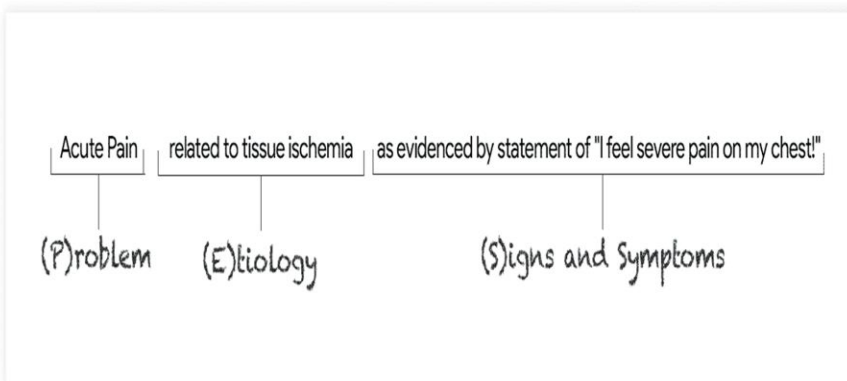 Acute Pain related to tissue ischemia as evidenced by statement of "I feel severe pain on my chest!".
(P)roblem (E)tiology (S)igns and Symptoms